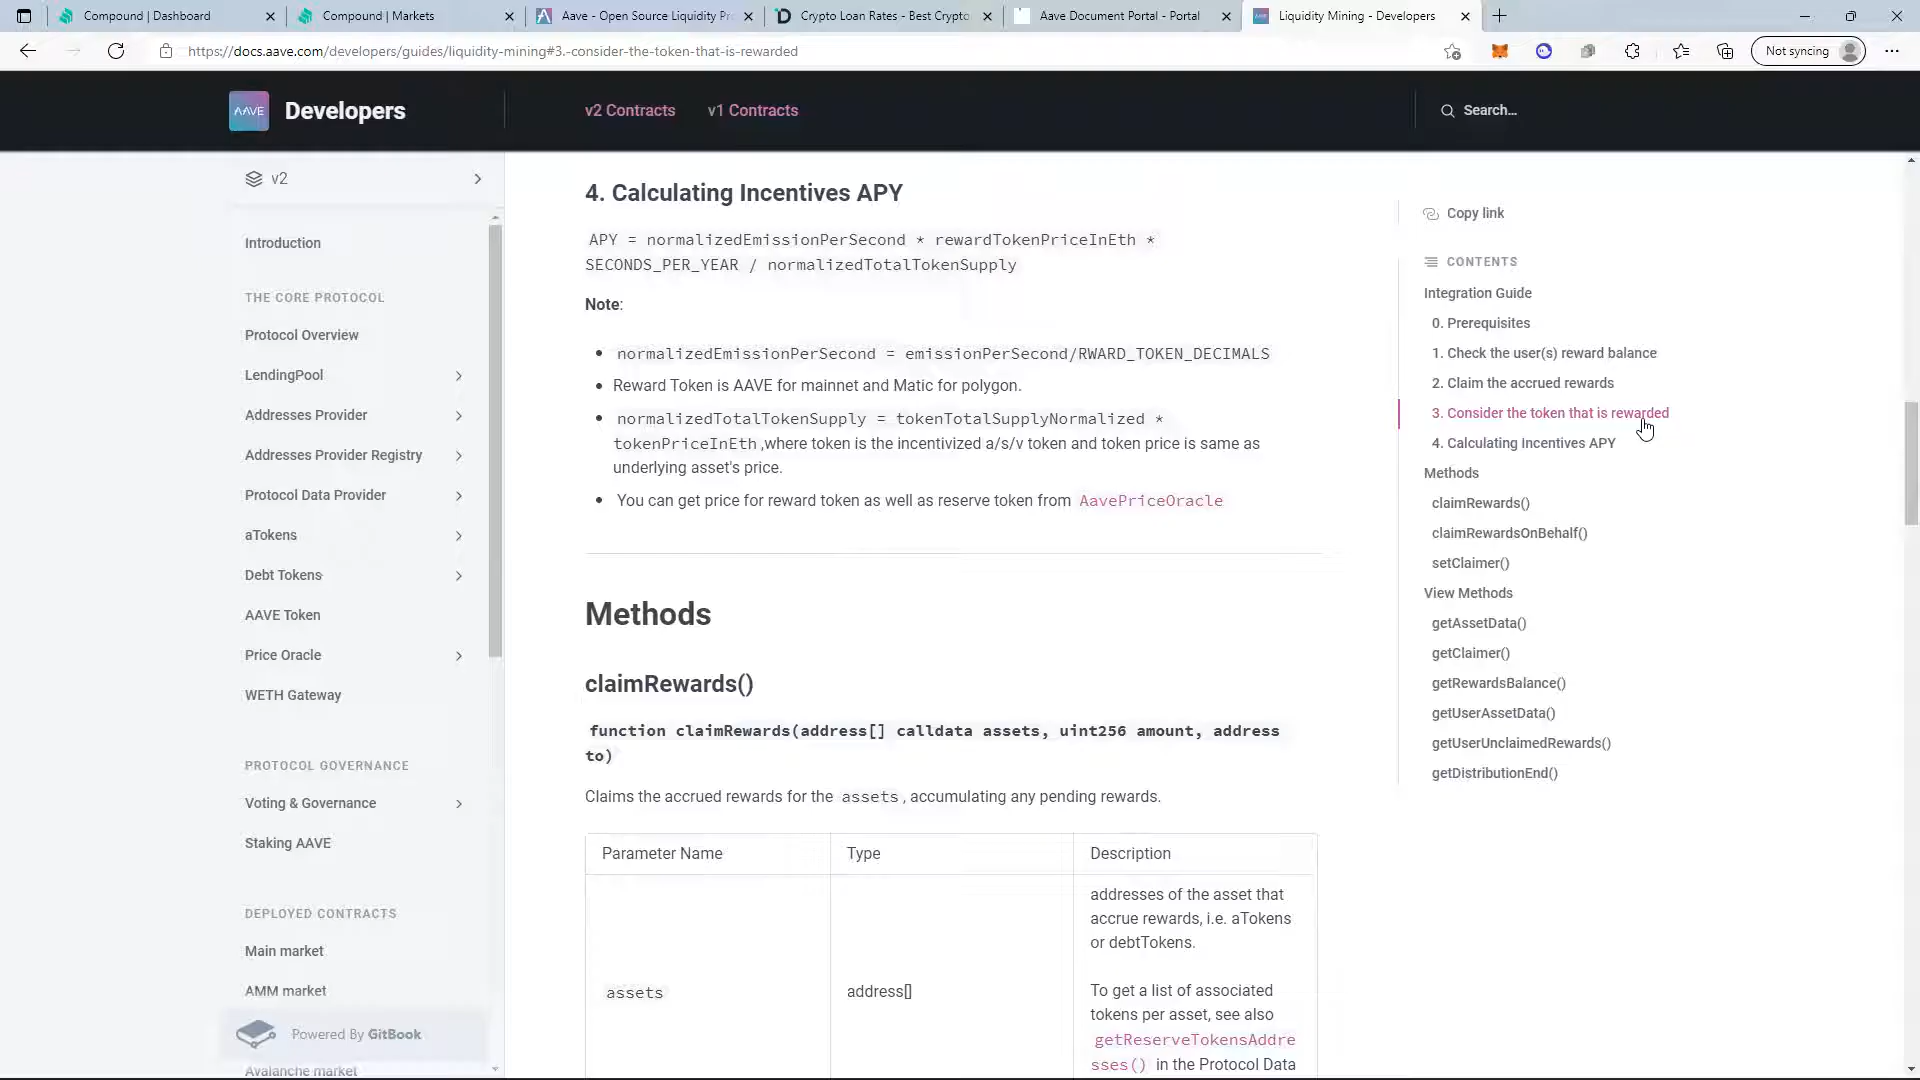 Compound | Dashboard
Compound | Markets
Aave - Open Source Liquidity Pr
Crypto Loan Rates - Best Crypto
Aave Document Portal - Portal
Liquidity Mining - Developers
https://docs.aave.com/developers/guides/liquidity-mining#3.-consider-the-token-that-is-rewarded
Not syncing
AAVE
Developers
v2 Contracts
v1 Contracts
Search...
v2
Introduction
THE CORE PROTOCOL
Protocol Overview
LendingPool
Addresses Provider
Addresses Provider Registry
Protocol Data Provider
aTokens
Debt Tokens
AAVE Token
Price Oracle
WETH Gateway
PROTOCOL GOVERNANCE
Voting & Governance
Staking AAVE
DEPLOYED CONTRACTS
Main market
AMM market
Powered By GitBook
Avalanche market
4. Calculating Incentives APY
APY = normalizedEmissionPerSecond * rewardTokenPriceInEth *
SECONDS_PER_YEAR / normalizedTotalTokenSupply
Note:
• normalizedEmissionPerSecond = emissionPerSecond/RWARD_TOKEN_DECIMALS
• Reward Token is AAVE for mainnet and Matic for polygon.
• normalizedTotalTokenSupply = tokenTotalSupplyNormalized *
tokenPriceInEth,where token is the incentivized a/s/v token and token price is same as
underlying asset's price.
• You can get price for reward token as well as reserve token from AavePriceOracle
Methods
claimRewards()
function claimRewards(address[] calldata assets, uint256 amount, address
to)
Claims the accrued rewards for the assets, accumulating any pending rewards.
Parameter Name
Type
Description
assets
address[]
addresses of the asset that
accrue rewards, i.e. aTokens
or debtTokens.
To get a list of associated
tokens per asset, see also
getReserveTokensAddre
sses() in the Protocol Data
Copy link
CONTENTS
Integration Guide
0. Prerequisites
1. Check the user(s) reward balance
2. Claim the accrued rewards
3. Consider the token that is rewarded
4. Calculating Incentives APY
Methods
claimRewards()
claimRewardsOnBehalf()
setClaimer()
View Methods
getAssetData()
getClaimer()
getRewardsBalance()
getUserAssetData()
getUserUnclaimedRewards()
getDistributionEnd()